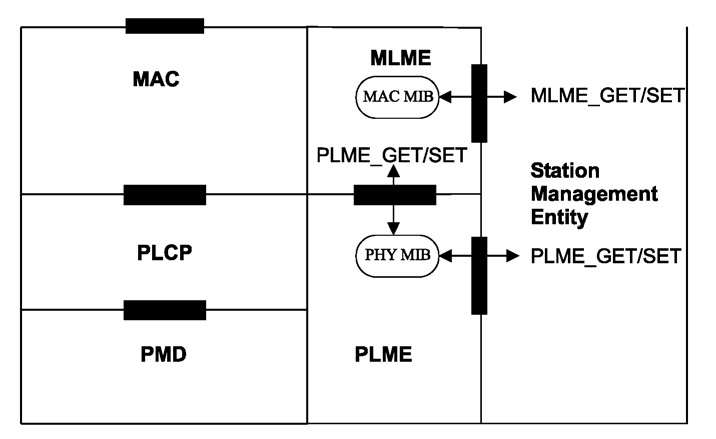 MAC
MLME
MAC MIB
MLME_GET/SET
PLME_GET/SET
Station
Management
Entity
PLCP
PHY MIB
PLME_GET/SET
PMD
PLME